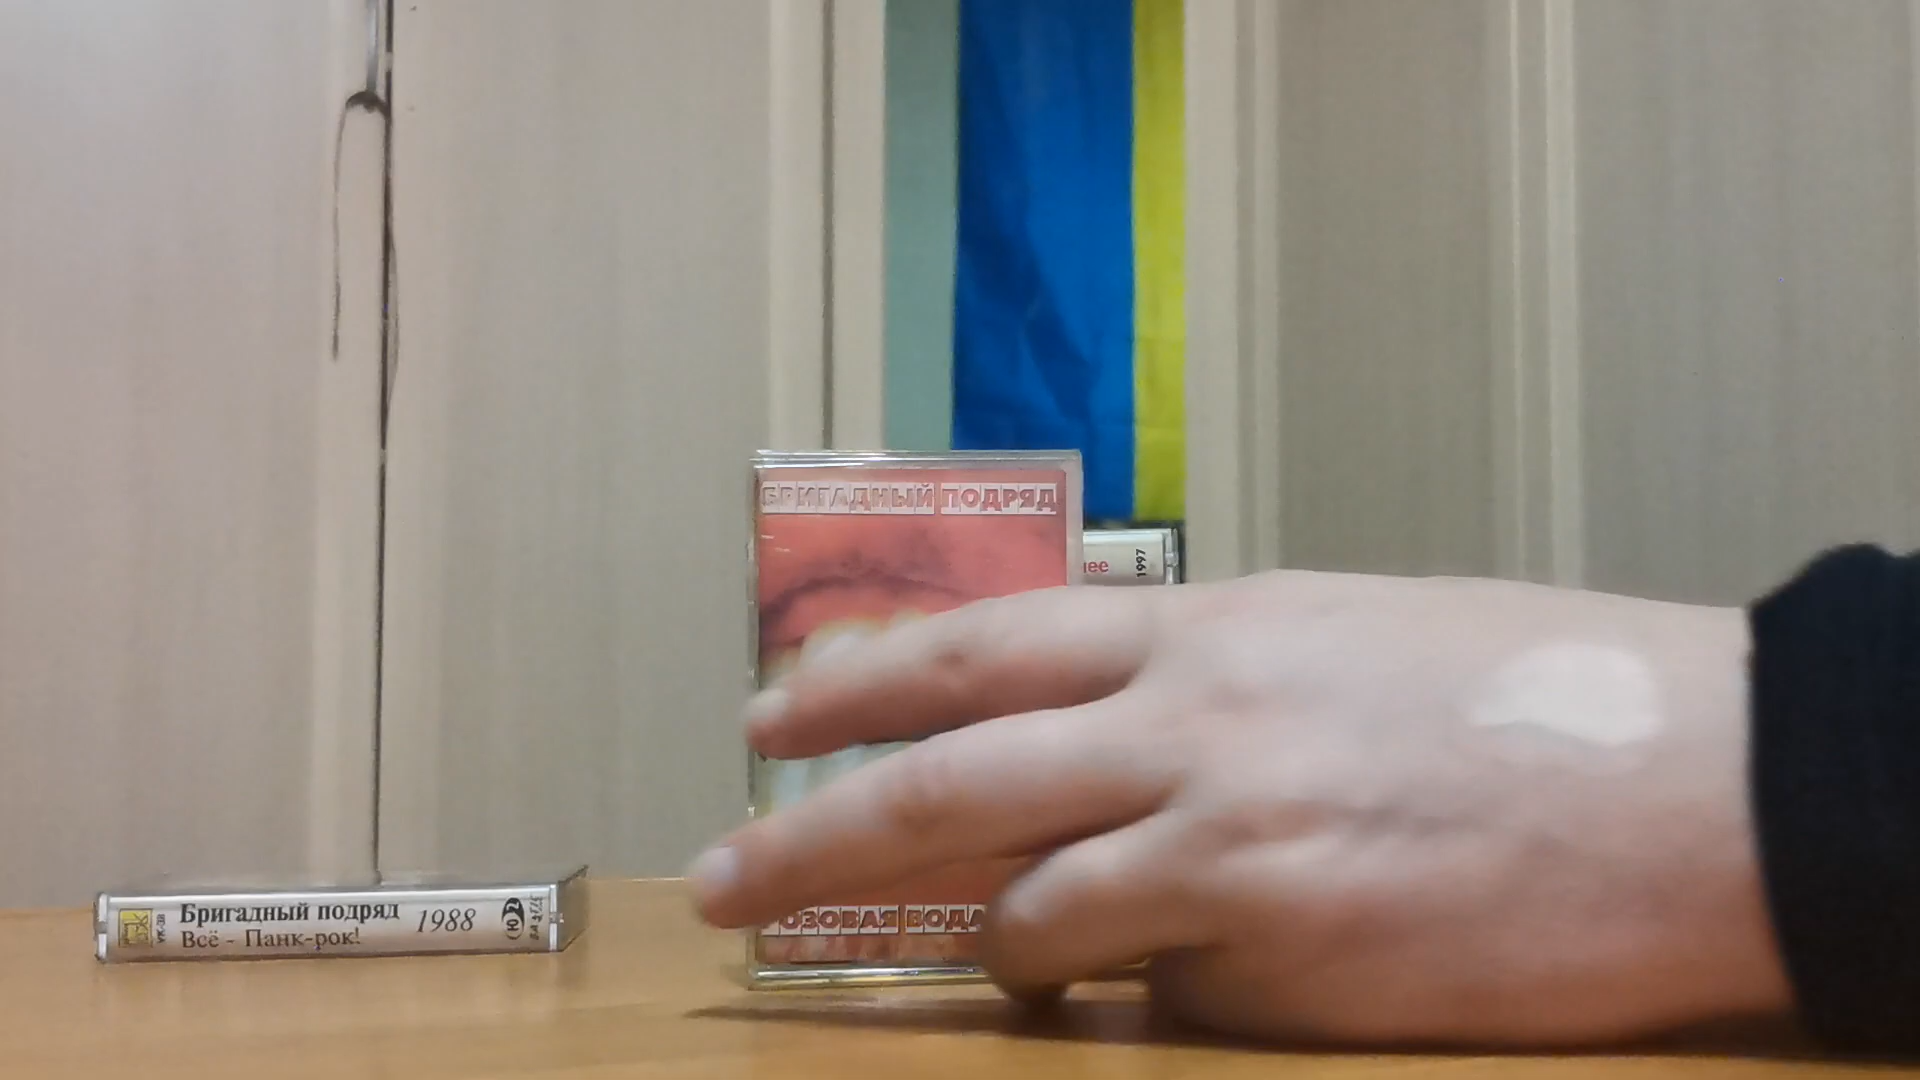 БРИГАДНЫЙ ПОДРЯД
1997
ОЗОВАЯ ВОДА
Бригадный подряд
Всё - Панк-рок!
1988